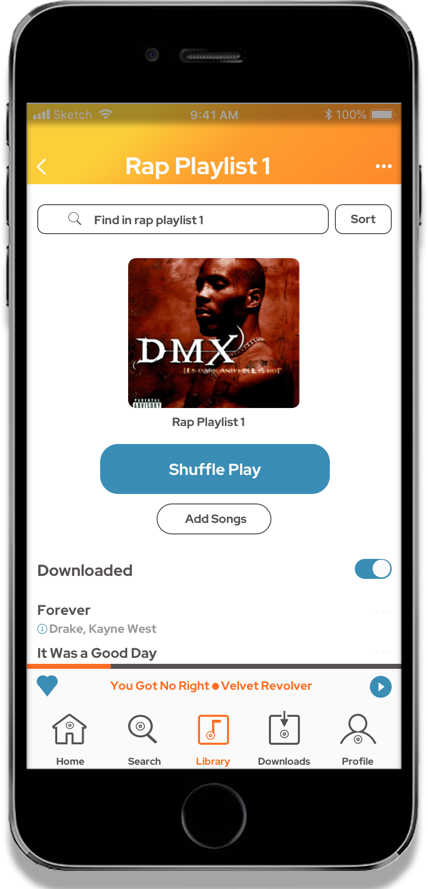 Sketch 9:41 AM 100%
Rap Playlist 1
Find in rap playlist 1 Sort
DMX
IT'S DARK AND HELL IS HOT
PARENTAL
ADVISORY
Rap Playlist 1
Shuffle Play
Add Songs
Downloaded
Forever
Drake, Kayne West
It Was a Good Day
You Got No Right ● Velvet Revolver
Home Search Library Downloads Profile